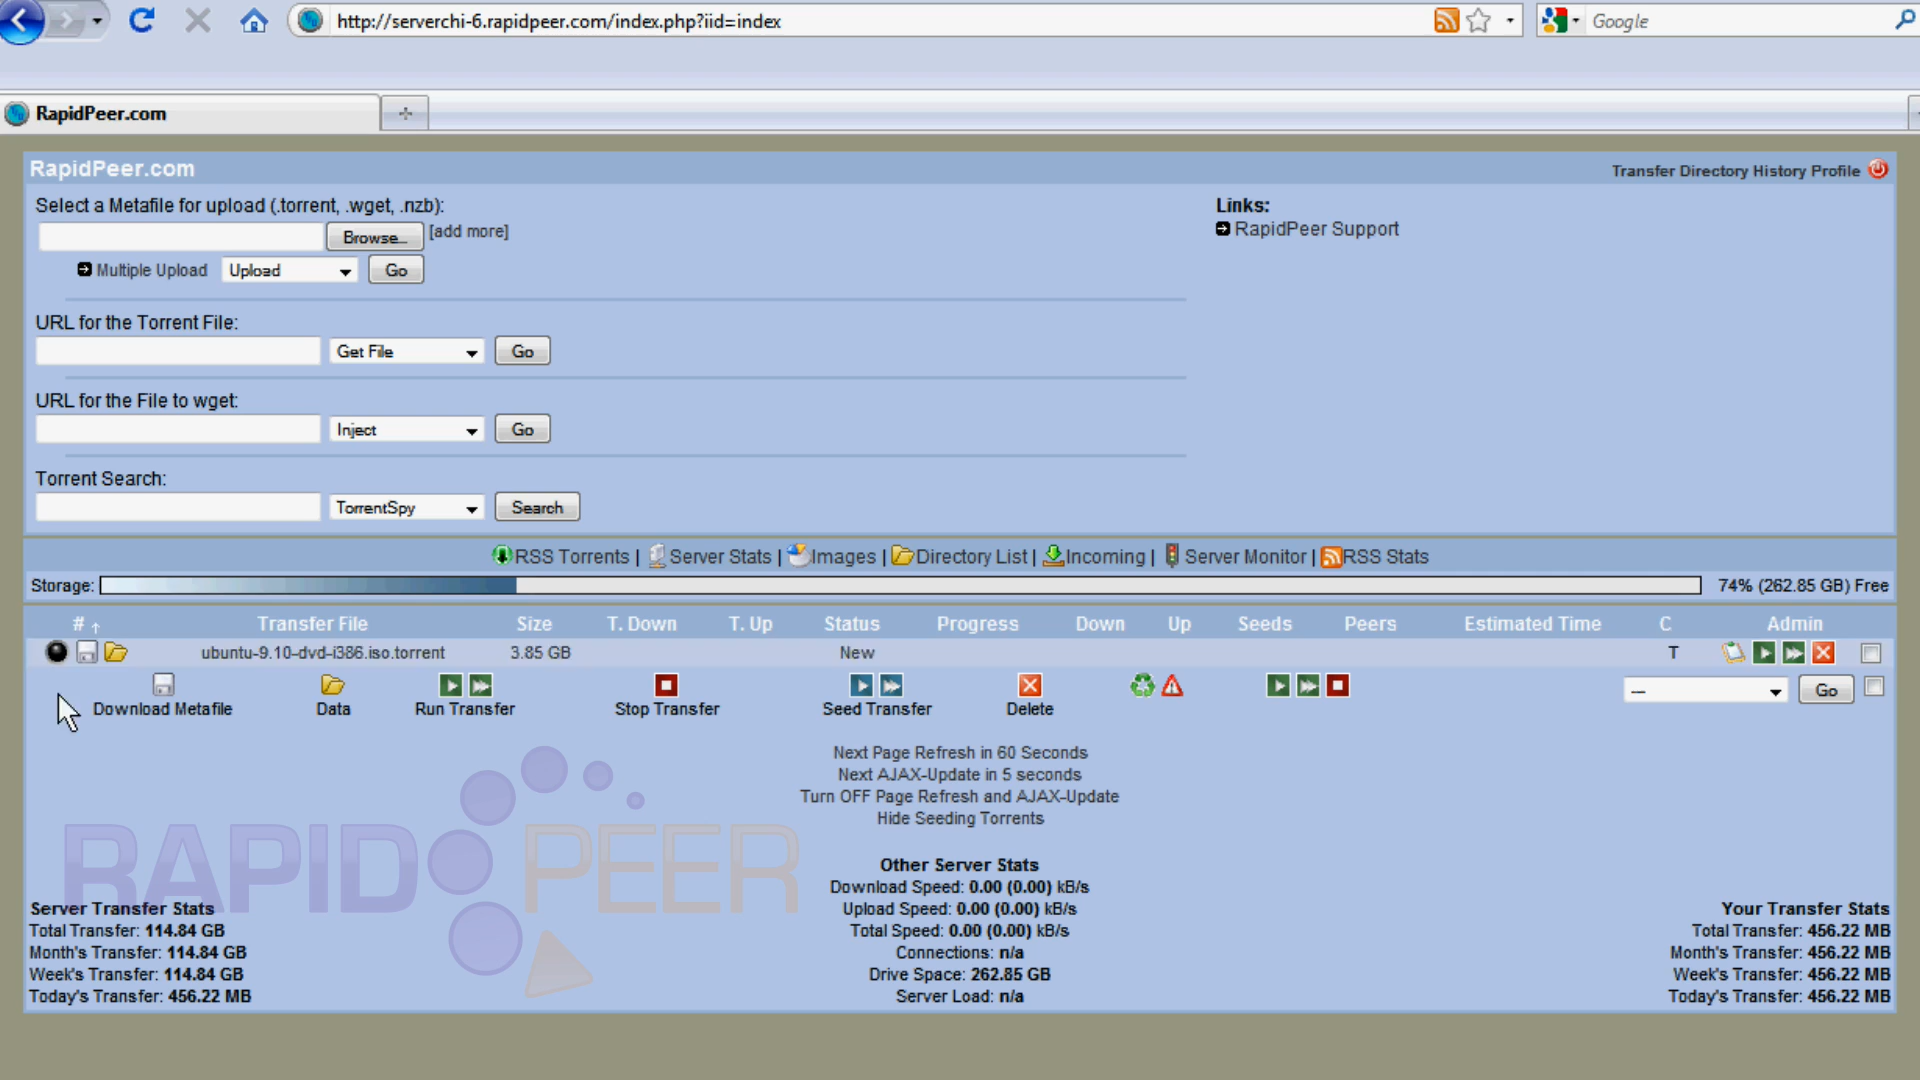 http://serverchi-6.rapidpeer.com/index.php?iid=index
Google
RapidPeer.com
RapidPeer.com
Transfer Directory History Profile
Select a Metafile for upload (.torrent, .wget, .nzb):
Browse... [add more]
Multiple Upload Upload Go
Links:
RapidPeer Support
URL for the Torrent File:
Get File Go
URL for the File to wget:
Inject Go
Torrent Search:
TorrentSpy Search
RSS Torrents | Server Stats | Images | Directory List | Incoming | Server Monitor | RSS Stats
Storage: 74% (262.85 GB) Free
# ↑ Transfer File Size T. Down T. Up Status Progress Down Up Seeds Peers Estimated Time C Admin
ubuntu-9.10-dvd-i386.iso.torrent 3.85 GB New T
--- Go
Download Metafile Data Run Transfer Stop Transfer Seed Transfer Delete
Next Page Refresh in 60 Seconds
Next AJAX-Update in 5 seconds
Turn OFF Page Refresh and AJAX-Update
Hide Seeding Torrents
RAPID PEER
Server Transfer Stats
Total Transfer: 114.84 GB
Month's Transfer: 114.84 GB
Week's Transfer: 114.84 GB
Today's Transfer: 456.22 MB
Other Server Stats
Download Speed: 0.00 (0.00) kB/s
Upload Speed: 0.00 (0.00) kB/s
Total Speed: 0.00 (0.00) kB/s
Connections: n/a
Drive Space: 262.85 GB
Server Load: n/a
Your Transfer Stats
Total Transfer: 456.22 MB
Month's Transfer: 456.22 MB
Week's Transfer: 456.22 MB
Today's Transfer: 456.22 MB